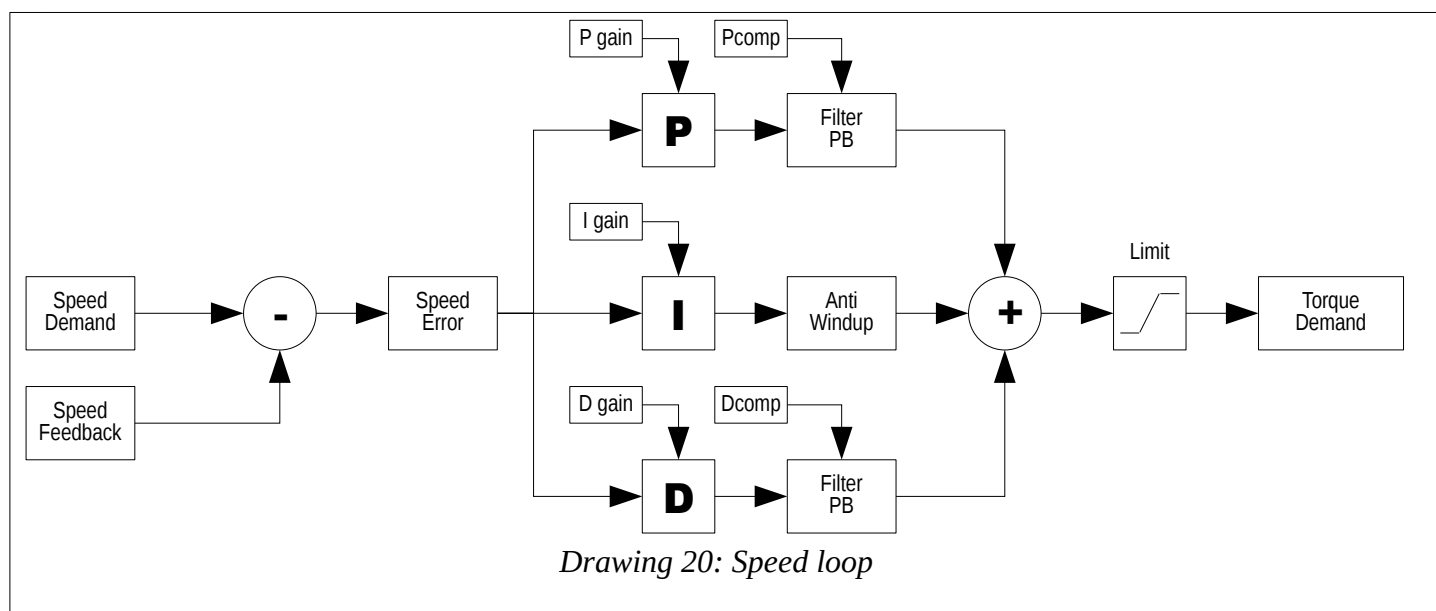 P gain
Pcomp
P
Filter
PB
I gain
Limit
Speed
Demand
-
Speed
Error
I
Anti
Windup
+
Torque
Demand
Speed
Feedback
D gain
Dcomp
D
Filter
PB
Drawing 20: Speed loop